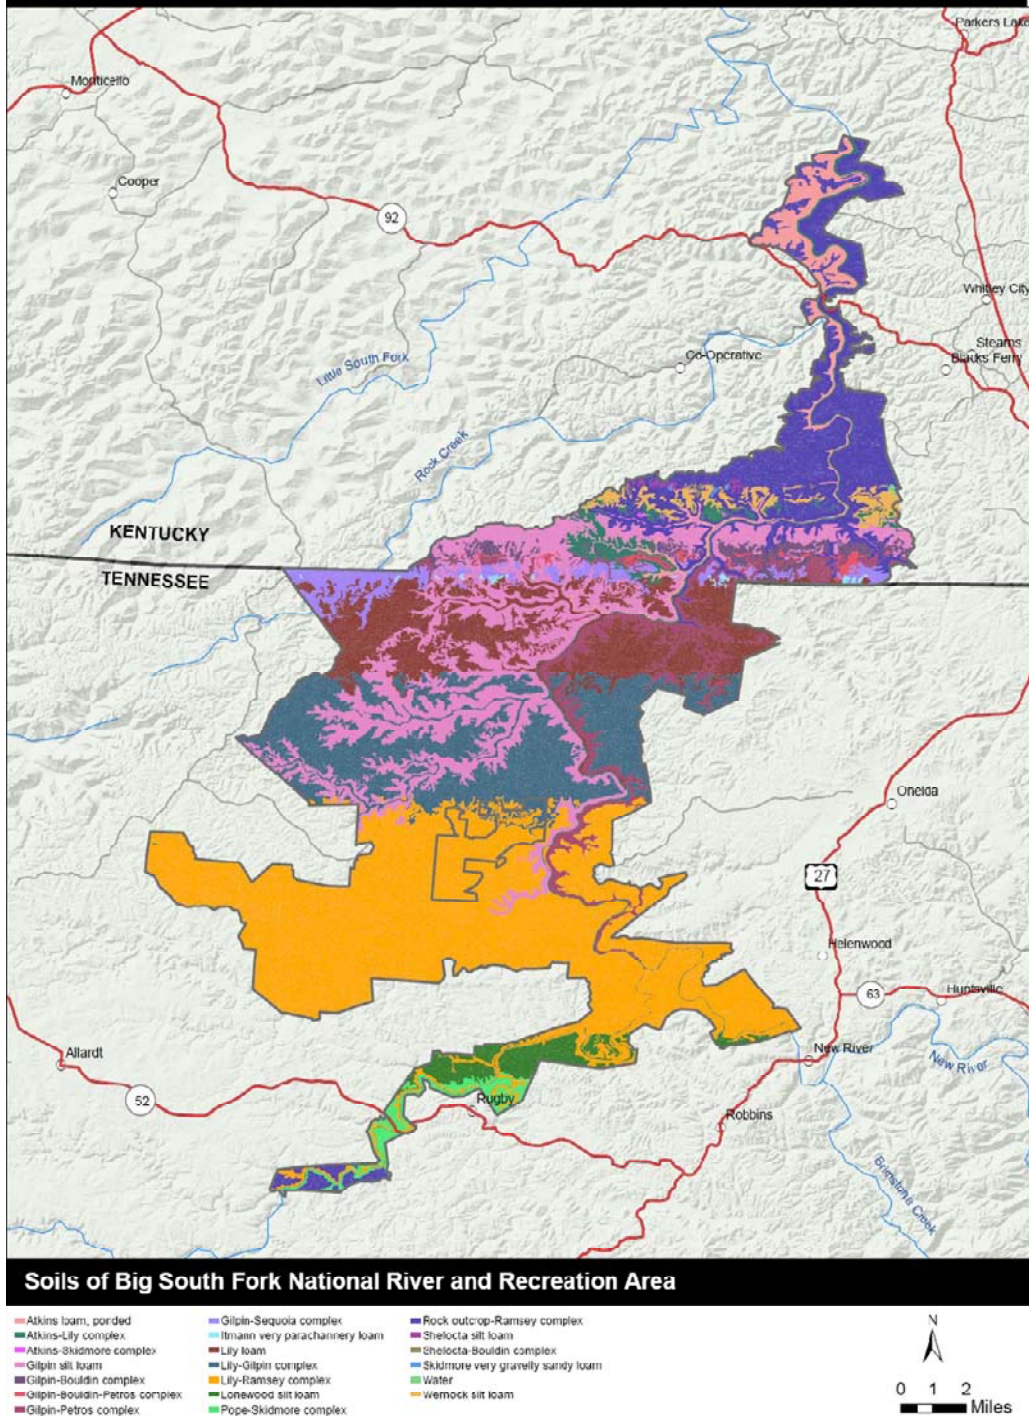 Parkers Lake
Monticello
Cooper
92
Whitley City
Stearns
Blacks Ferry
Co-Operative
Little South Fork
Rock Creek
KENTUCKY
TENNESSEE
Oneida
27
Helenwood
63
Huntsville
Allardt
New River
New River
52
Rugby
Robbins
Brimstone Creek
Soils of Big South Fork National River and Recreation Area
Atkins loam, ponded
Atkins-Lily complex
Atkins-Skidmore complex
Gilpin silt loam
Gilpin-Bouldin complex
Gilpin-Bouldin-Petros complex
Gilpin-Petros complex
Gilpin-Sequoia complex
Itmann very parachannery loam
Lily loam
Lily-Gilpin complex
Lily-Ramsey complex
Lonewood silt loam
Pope-Skidmore complex
Rock outcrop-Ramsey complex
Shelocta silt loam
Shelocta-Bouldin complex
Skidmore very gravelly sandy loam
Water
Wernock silt loam
N
0 1 2
Miles